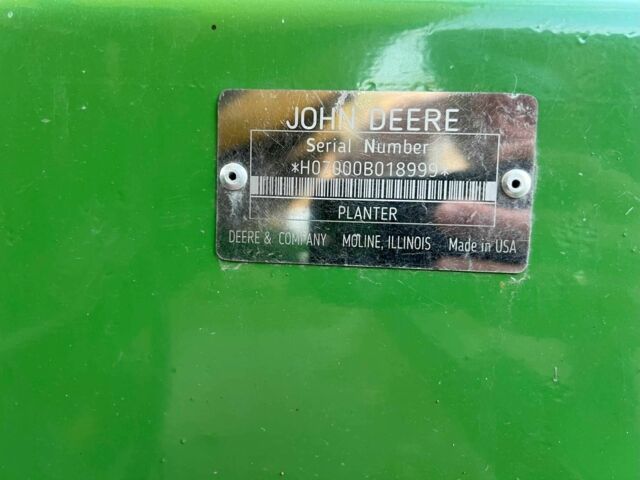 JOHN DEERE
Serial Number
*H07000B018999*
PLANTER
DEERE & COMPANY MOLINE, ILLINOIS Made in USA